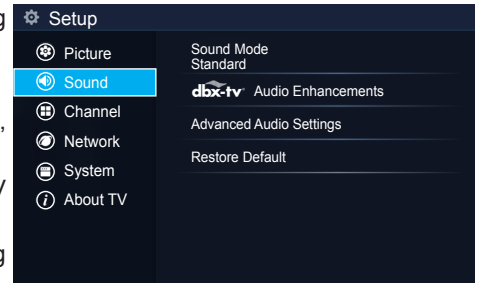 g
Setup
Picture
Sound
Channel
Network
System
About TV
,
y
g
Sound Mode
Standard
dbx-tv Audio Enhancements
Advanced Audio Settings
Restore Default